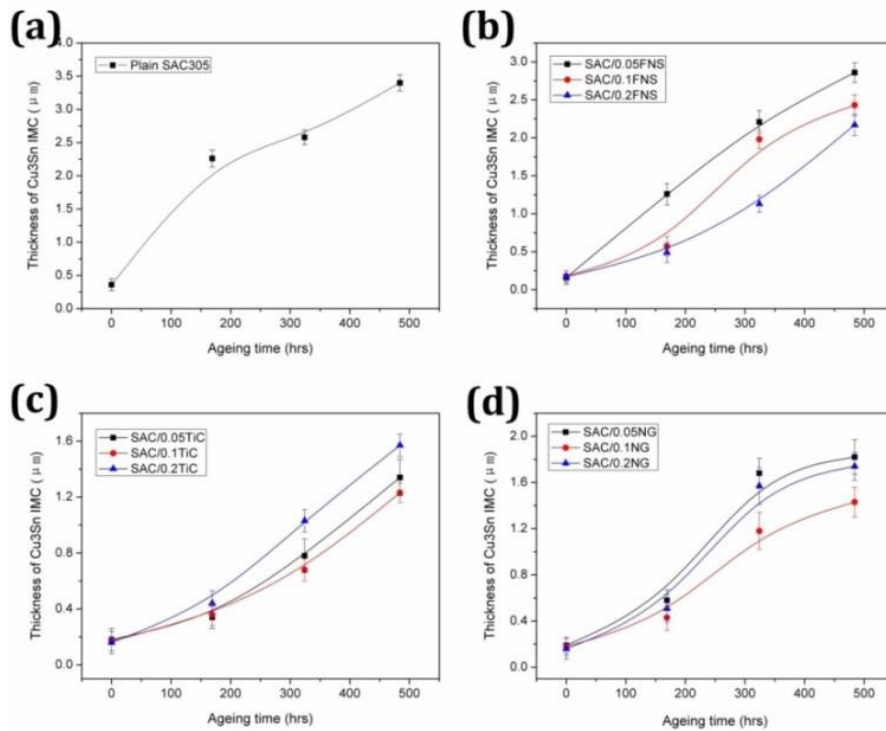 (a)
Plain SAC305
Thickness of Cu3Sn IMC (μm)
4.0
3.5
3.0
2.5
2.0
1.5
1.0
0.5
0.0
0 100 200 300 400 500
Ageing time (hrs)
(b)
SAC/0.05FNS
SAC/0.1FNS
SAC/0.2FNS
Thickness of Cu3Sn IMC (μm)
3.0
2.5
2.0
1.5
1.0
0.5
0.0
0 100 200 300 400 500
Ageing time (hrs)
(c)
SAC/0.05TiC
SAC/0.1TiC
SAC/0.2TiC
Thickness of Cu3Sn IMC (μm)
1.6
1.2
0.8
0.4
0.0
0 100 200 300 400 500
Ageing time (hrs)
(d)
SAC/0.05NG
SAC/0.1NG
SAC/0.2NG
Thickness of Cu3Sn IMC (μm)
2.0
1.6
1.2
0.8
0.4
0.0
0 100 200 300 400 500
Ageing time (hrs)